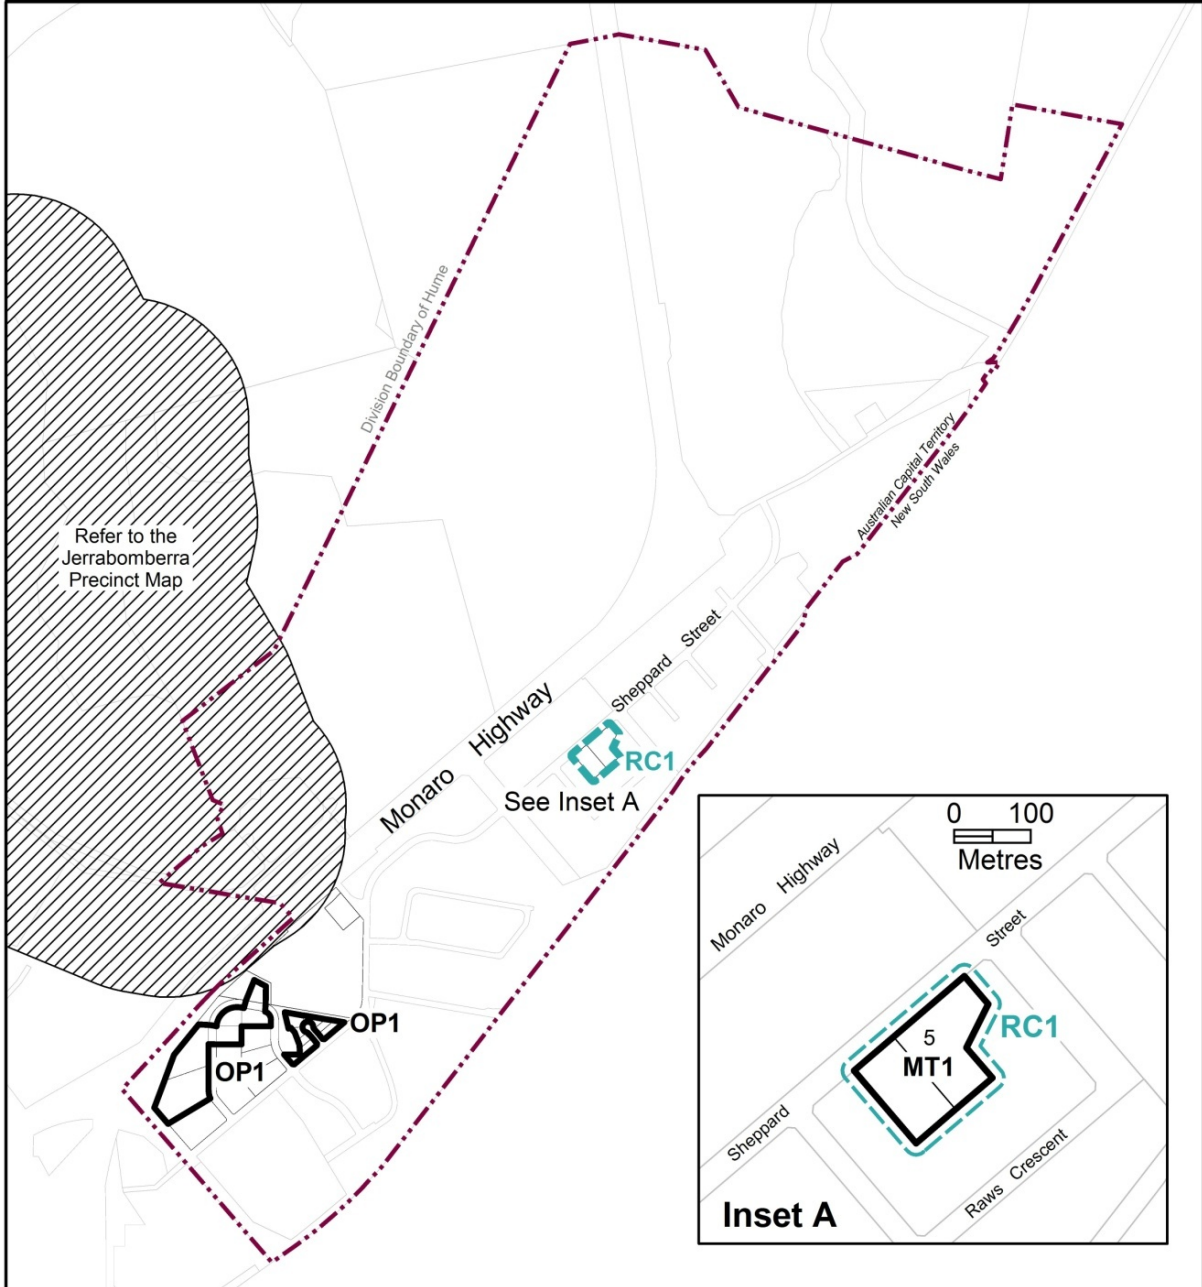 Division Boundary of Hume
Australian Capital Territory
New South Wales
Refer to the
Jerrabomberra
Precinct Map
Sheppard Street
Monaro Highway
RC1
See Inset A
OP1
OP1
0 100
Metres
Monaro Highway
Street
RC1
5
MT1
Sheppard
Raws Crescent
Inset A